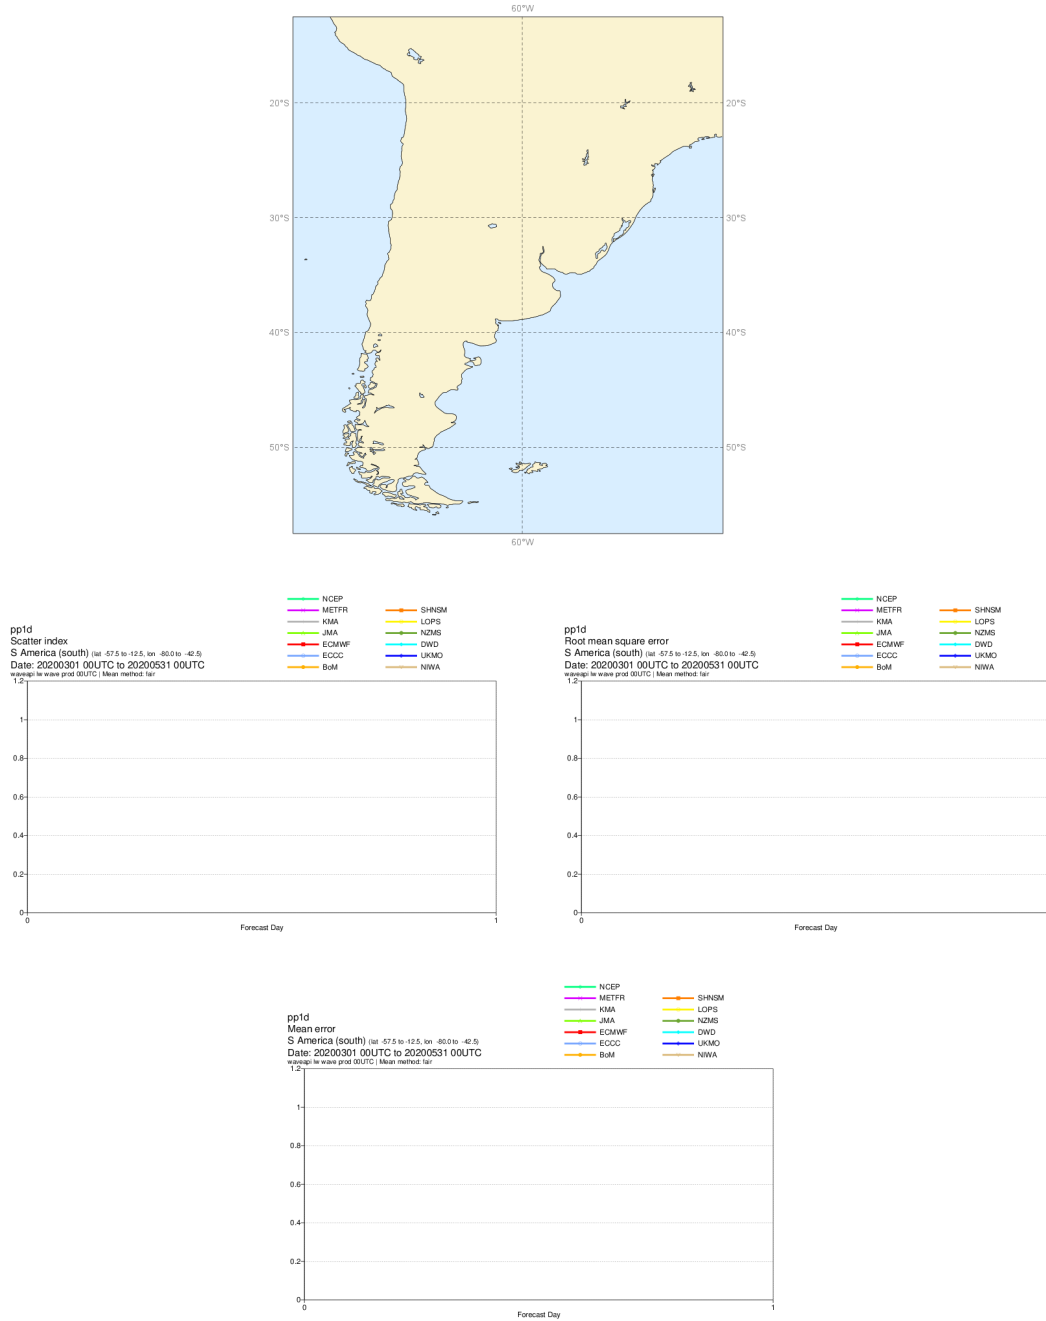 60°W
20°S 20°S
30°S 30°S
40°S 40°S
50°S 50°S
60°W
pp1d
Scatter index
S America (south) (lat -57.5 to -12.5, lon -80.0 to -42.5)
Date: 20200301 00UTC to 20200531 00UTC
waveapi lw wave prod 00UTC | Mean method: fair
NCEP
METFR SHNSM
KMA LOPS
JMA NZMS
ECMWF DWD
ECCC UKMO
BoM NIWA
1.2
1
0.8
0.6
0.4
0.2
0
0 1
Forecast Day
pp1d
Root mean square error
S America (south) (lat -57.5 to -12.5, lon -80.0 to -42.5)
Date: 20200301 00UTC to 20200531 00UTC
waveapi lw wave prod 00UTC | Mean method: fair
NCEP
METFR SHNSM
KMA LOPS
JMA NZMS
ECMWF DWD
ECCC UKMO
BoM NIWA
1.2
1
0.8
0.6
0.4
0.2
0
0
Forecast Day
pp1d
Mean error
S America (south) (lat -57.5 to -12.5, lon -80.0 to -42.5)
Date: 20200301 00UTC to 20200531 00UTC
waveapi lw wave prod 00UTC | Mean method: fair
NCEP
METFR SHNSM
KMA LOPS
JMA NZMS
ECMWF DWD
ECCC UKMO
BoM NIWA
1.2
1
0.8
0.6
0.4
0.2
0
0 1
Forecast Day